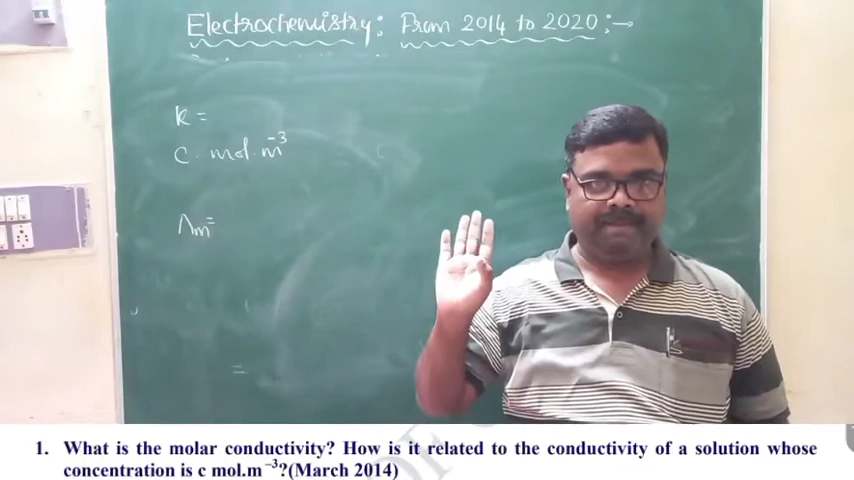 Electrochemistry: From 2014 to 2020 :→
k =
c . mol . m⁻³
Λm =
=
1. What is the molar conductivity? How is it related to the conductivity of a solution whose
concentration is c mol.m⁻³?(March 2014)
OF